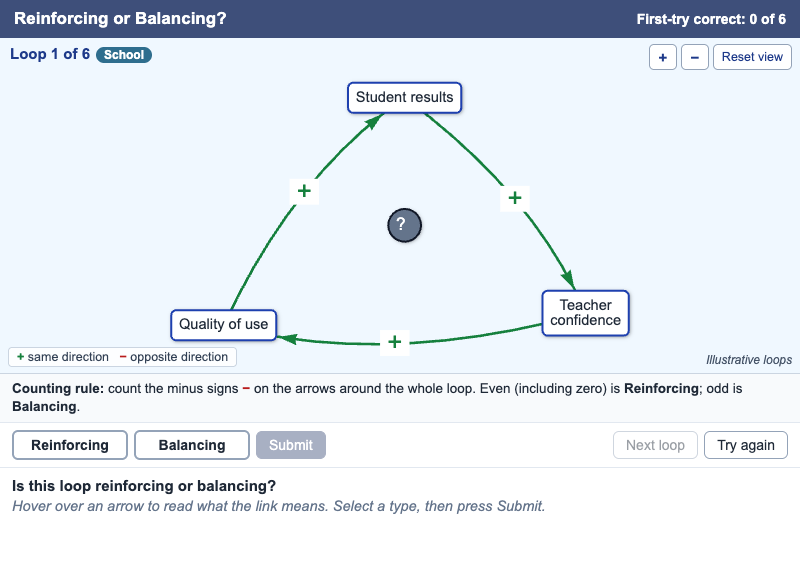 Reinforcing or Balancing?
First-try correct: 0 of 6
Loop 1 of 6 School
+ − Reset view
Student results
+
+
?
Teacher
confidence
Quality of use
+
+ same direction − opposite direction
Illustrative loops
Counting rule: count the minus signs − on the arrows around the whole loop. Even (including zero) is Reinforcing; odd is
Balancing.
Reinforcing Balancing Submit Next loop Try again
Is this loop reinforcing or balancing?
Hover over an arrow to read what the link means. Select a type, then press Submit.